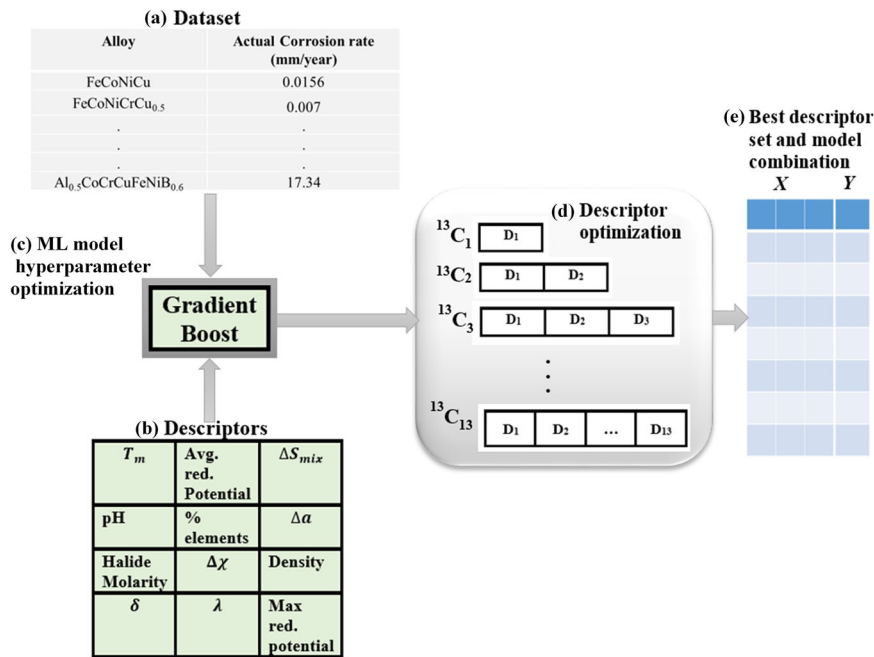 (a) Dataset
Alloy Actual Corrosion rate
(mm/year)
FeCoNiCu 0.0156
FeCoNiCrCu₀.₅ 0.007
. .
. .
. .
Al₀.₅CoCrCuFeNiB₀.₆ 17.34
(c) ML model
hyperparameter
optimization
Gradient
Boost
(b) Descriptors
Tₘ Avg. ΔSₘᵢₓ
red.
Potential
pH % Δa
elements
Halide Δχ Density
Molarity
δ λ Max
red.
potential
(d) Descriptor
optimization
¹³C₁ D₁
¹³C₂ D₁ D₂
¹³C₃ D₁ D₂ D₃
.
.
.
¹³C₁₃ D₁ D₂ ... D₁₃
(e) Best descriptor
set and model
combination
X Y